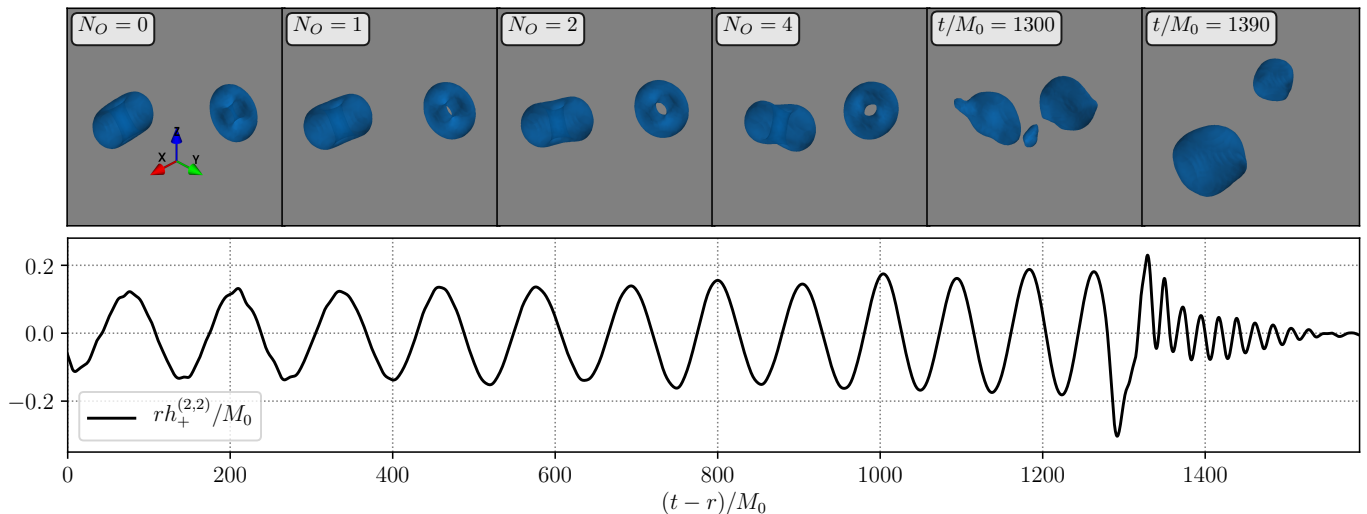 $N_O = 0$
$N_O = 1$
$N_O = 2$
$N_O = 4$
$t/M_0 = 1300$
$t/M_0 = 1390$
Z
X
Y
0.2
0.0
−0.2
$rh_+^{(2,2)}/M_0$
0
200
400
600
800
1000
1200
1400
$(t-r)/M_0$